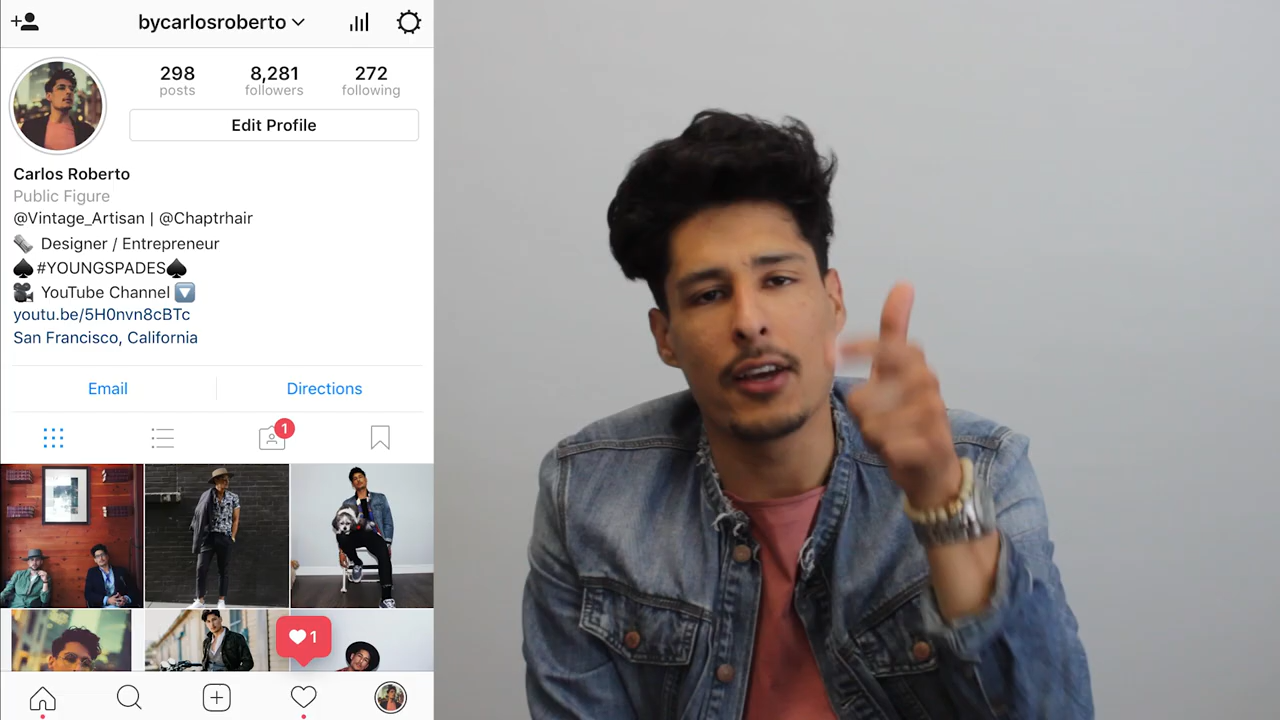 bycarlosroberto
298
8,281
272
posts
followers
following
Edit Profile
Carlos Roberto
Public Figure
@Vintage_Artisan | @Chaptrhair
🗞 Designer / Entrepreneur
♠#YOUNGSPADES♠
🎥 YouTube Channel 🔽
youtu.be/5H0nvn8cBTc
San Francisco, California
Email
Directions
1
1